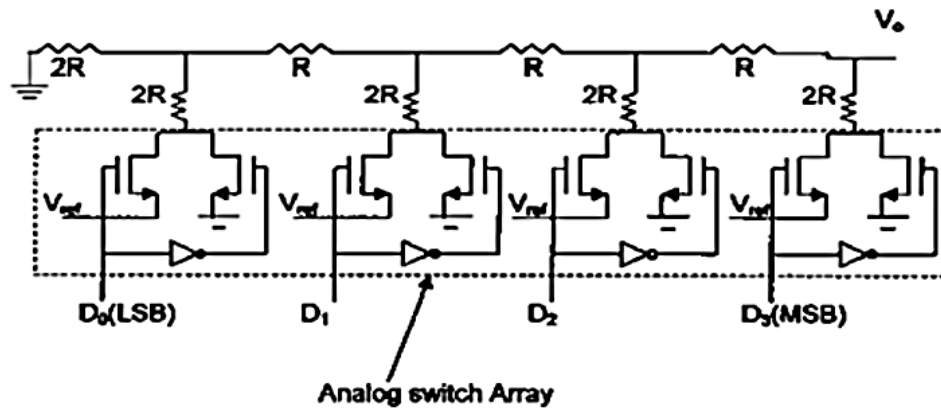 Vo
2R R R R
2R 2R 2R 2R
Vref Vref Vref Vref
D0(LSB) D1 D2 D3(MSB)
Analog switch Array